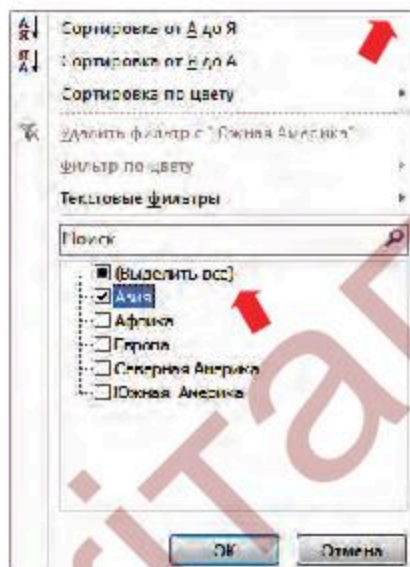 Сортировка от А до Я
Сортировка от Я до А
Сортировка по цвету
Удалить фильтр с "Южная Америка"
Фильтр по цвету
Текстовые фильтры
Поиск
(Выделить все)
Азия
Африка
Европа
Северная Америка
Южная Америка
ОК
Отмена